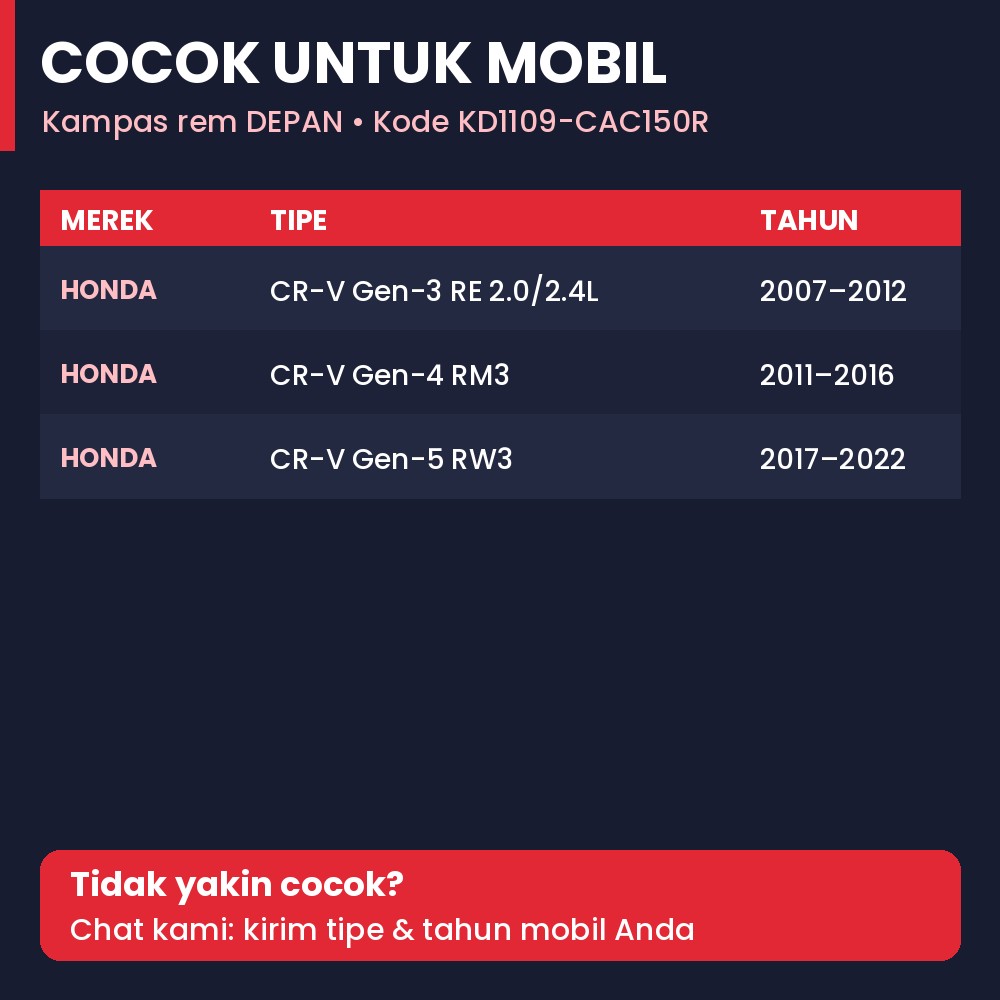 COCOK UNTUK MOBIL
Kampas rem DEPAN • Kode KD1109-CAC150R
MEREK TIPE TAHUN
HONDA CR-V Gen-3 RE 2.0/2.4L 2007–2012
HONDA CR-V Gen-4 RM3 2011–2016
HONDA CR-V Gen-5 RW3 2017–2022
Tidak yakin cocok?
Chat kami: kirim tipe & tahun mobil Anda